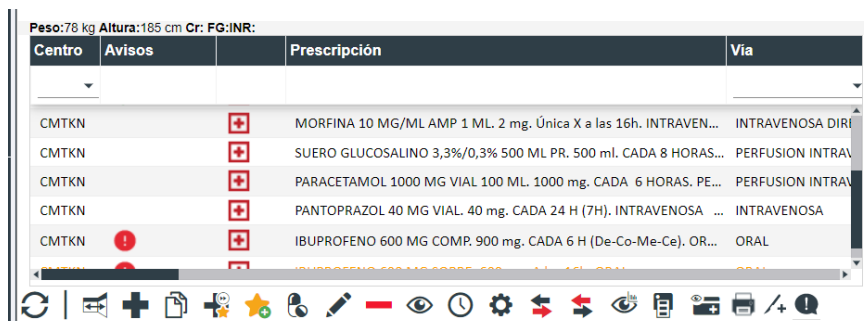 Peso:78 kg Altura:185 cm Cr: FG:INR:
Centro Avisos Prescripción Vía
CMTKN MORFINA 10 MG/ML AMP 1 ML. 2 mg. Única X a las 16h. INTRAVEN... INTRAVENOSA DIRE
CMTKN SUERO GLUCOSALINO 3,3%/0,3% 500 ML PR. 500 ml. CADA 8 HORAS... PERFUSION INTRAV
CMTKN PARACETAMOL 1000 MG VIAL 100 ML. 1000 mg. CADA 6 HORAS. PE... PERFUSION INTRAV
CMTKN PANTOPRAZOL 40 MG VIAL. 40 mg. CADA 24 H (7H). INTRAVENOSA ... INTRAVENOSA
CMTKN IBUPROFENO 600 MG COMP. 900 mg. CADA 6 H (De-Co-Me-Ce). OR... ORAL